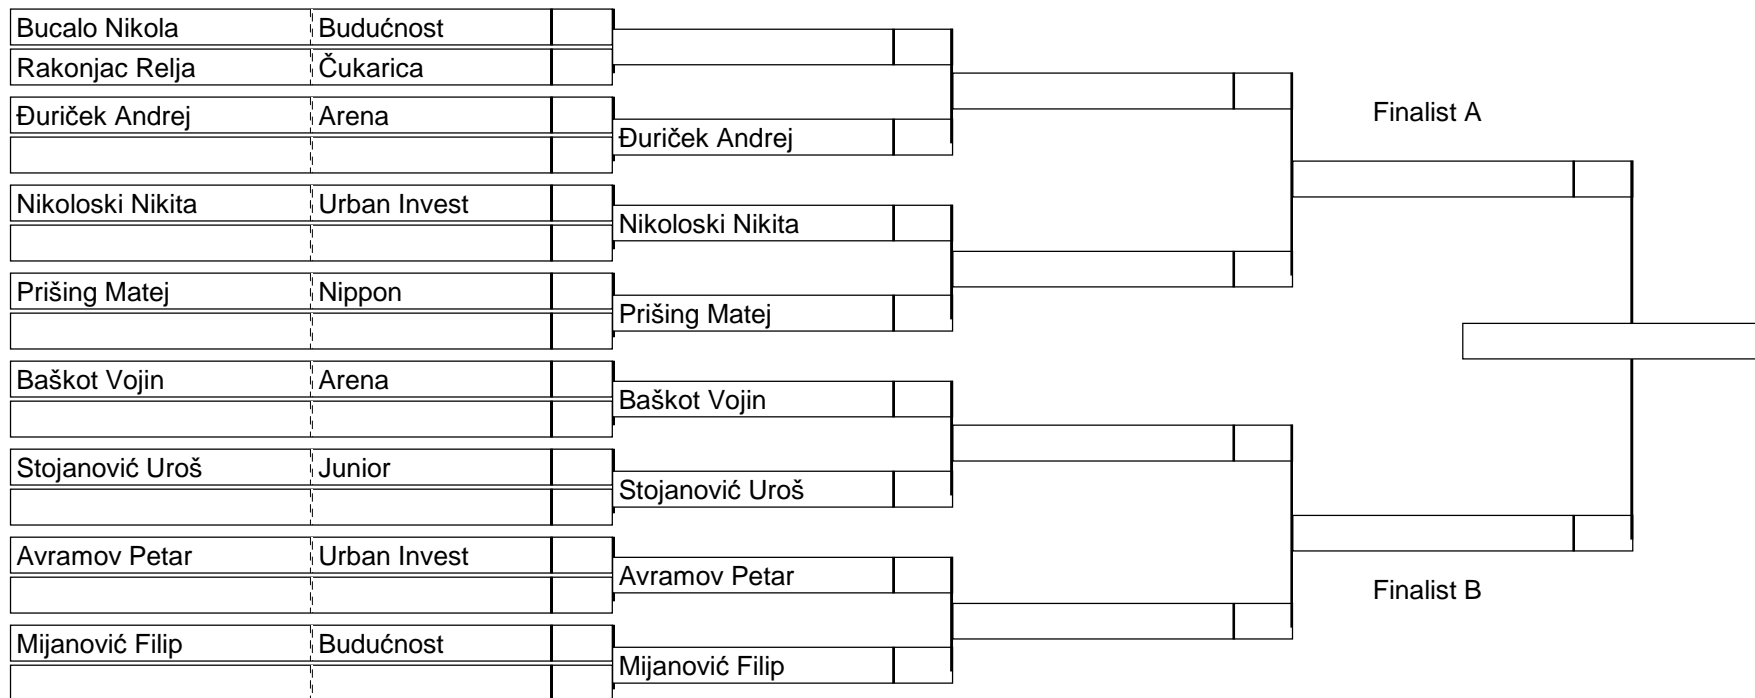 Bucalo Nikola Budućnost
Rakonjac Relja Čukarica
Đuriček Andrej Arena
Nikoloski Nikita Urban Invest
Prišing Matej Nippon
Baškot Vojin Arena
Stojanović Uroš Junior
Avramov Petar Urban Invest
Mijanović Filip Budućnost
Đuriček Andrej
Nikoloski Nikita
Prišing Matej
Baškot Vojin
Stojanović Uroš
Avramov Petar
Mijanović Filip
Finalist A
Finalist B